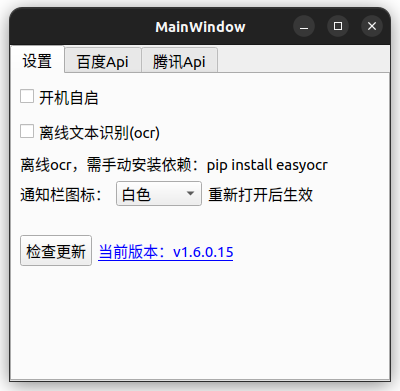 MainWindow
设置 百度Api 腾讯Api
开机自启
离线文本识别(ocr)
离线ocr，需手动安装依赖：pip install easyocr
通知栏图标： 白色 重新打开后生效
检查更新 当前版本：v1.6.0.15